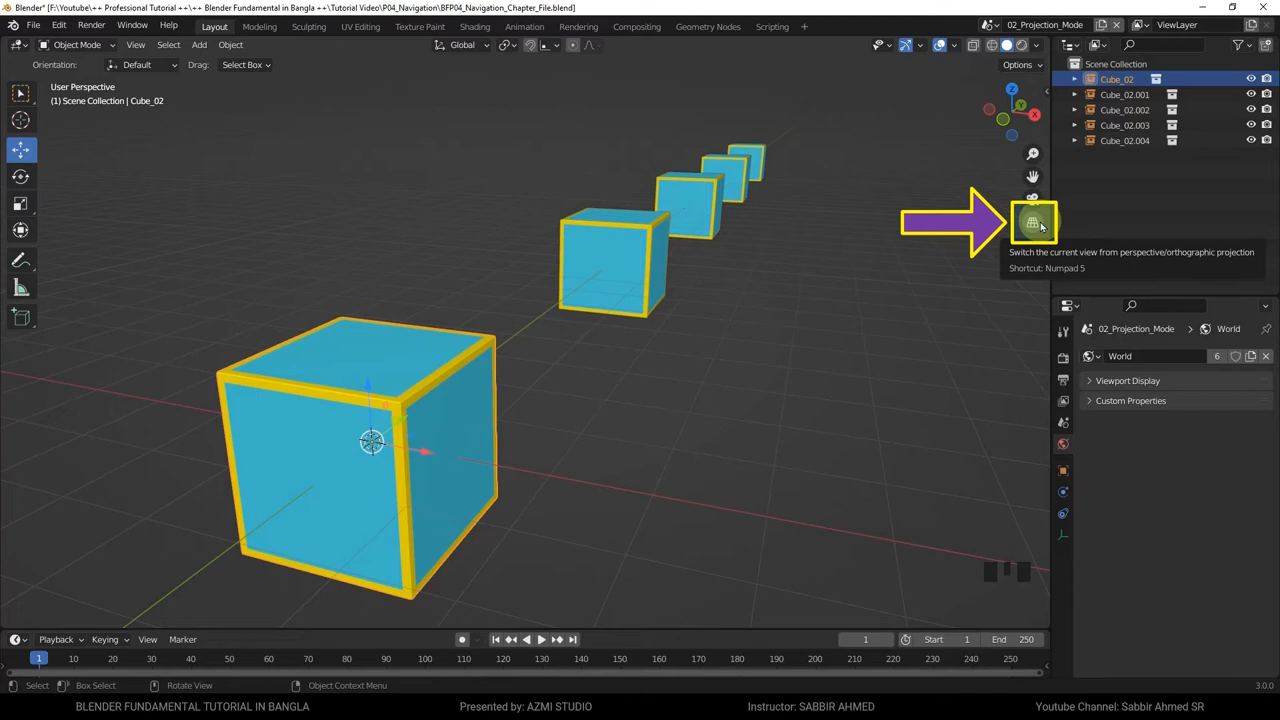 Blender* [F:\Youtube\++ Professional Tutorial ++\++ Blender Fundamental in Bangla ++\Tutorial Video\P04_Navigation\BFP04_Navigation_Chapter_File.blend]
File Edit Render Window Help Layout Modeling Sculpting UV Editing Texture Paint Shading Animation Rendering Compositing Geometry Nodes Scripting + 02_Projection_Mode ViewLayer
Object Mode View Select Add Object Global
Orientation: Default Drag: Select Box Options
Scene Collection
Cube_02
Cube_02.001
Cube_02.002
Cube_02.003
Cube_02.004
User Perspective
(1) Scene Collection | Cube_02
Z
Y
X
Switch the current view from perspective/orthographic projection
Shortcut: Numpad 5
02_Projection_Mode > World
World 6
Viewport Display
Custom Properties
Playback Keying View Marker 1 Start 1 End 250
1 10 20 30 40 50 60 70 80 90 100 110 120 130 140 150 160 170 180 190 200 210 220 230 240 250
Select Box Select Rotate View Object Context Menu 3.0.0
BLENDER FUNDAMENTAL TUTORIAL IN BANGLA Presented by: AZMI STUDIO Instructor: SABBIR AHMED Youtube Channel: Sabbir Ahmed SR